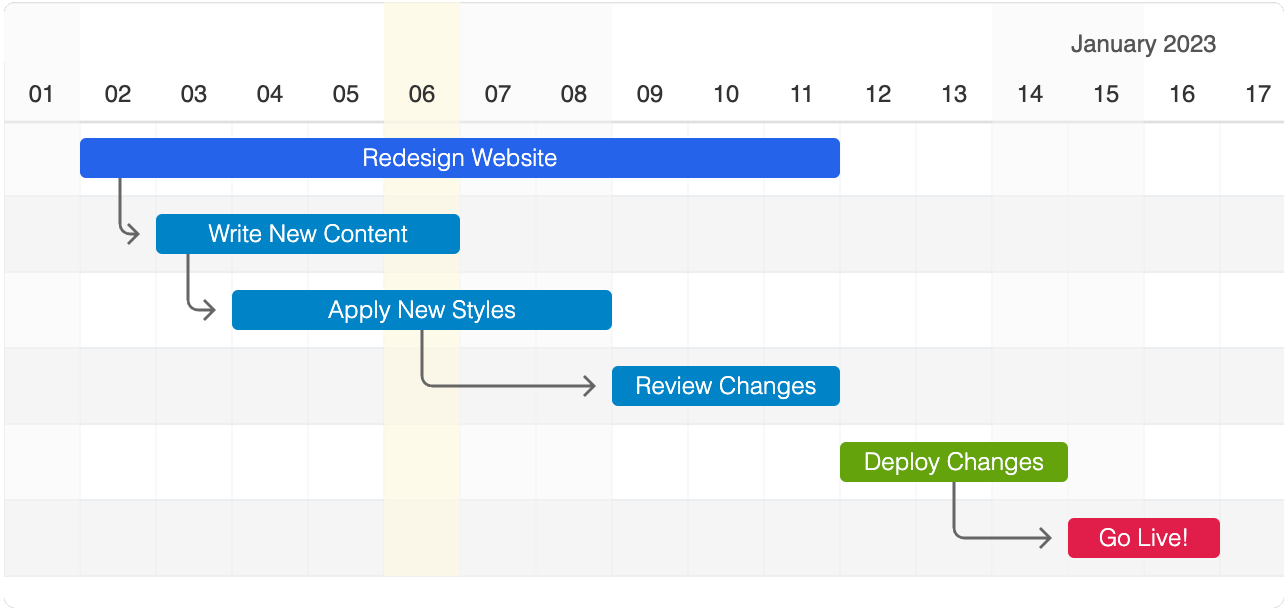 January 2023
01 02 03 04 05 06 07 08 09 10 11 12 13 14 15 16 17
Redesign Website
Write New Content
Apply New Styles
Review Changes
Deploy Changes
Go Live!